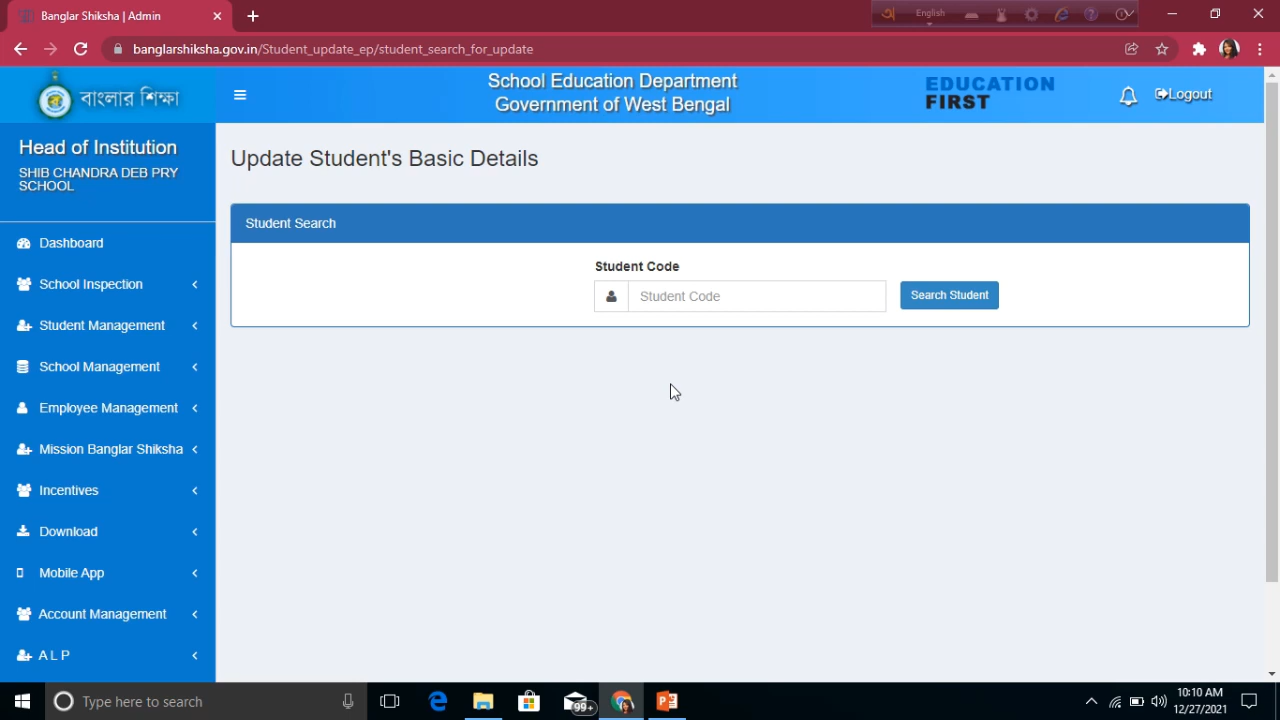 Banglar Shiksha | Admin
English
banglarshiksha.gov.in/Student_update_ep/student_search_for_update
বাংলার শিক্ষা
School Education Department
Government of West Bengal
EDUCATION
FIRST
Logout
Head of Institution
SHIB CHANDRA DEB PRY
SCHOOL
Dashboard
School Inspection
Student Management
School Management
Employee Management
Mission Banglar Shiksha
Incentives
Download
Mobile App
Account Management
A L P
Update Student's Basic Details
Student Search
Student Code
Student Code
Search Student
Type here to search
99+
10:10 AM
12/27/2021